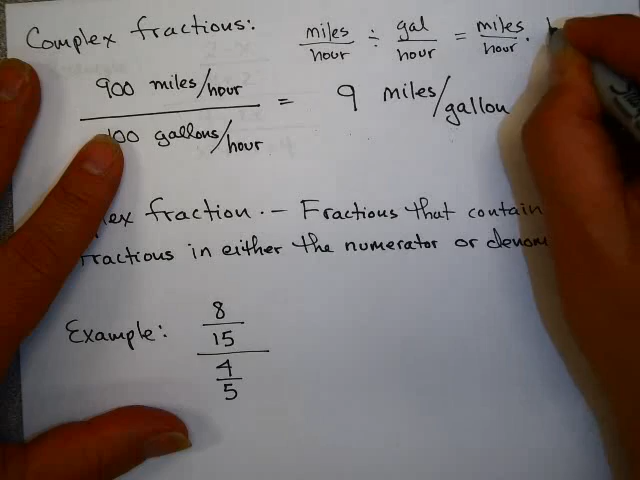 Complex fractions: miles/hour ÷ gal/hour = miles/hour ·
900 miles/hour / 100 gallons/hour = 9 miles/gallon
fraction. – Fractions that contain
fractions in either the numerator or
Example: 8/15 / 4/5